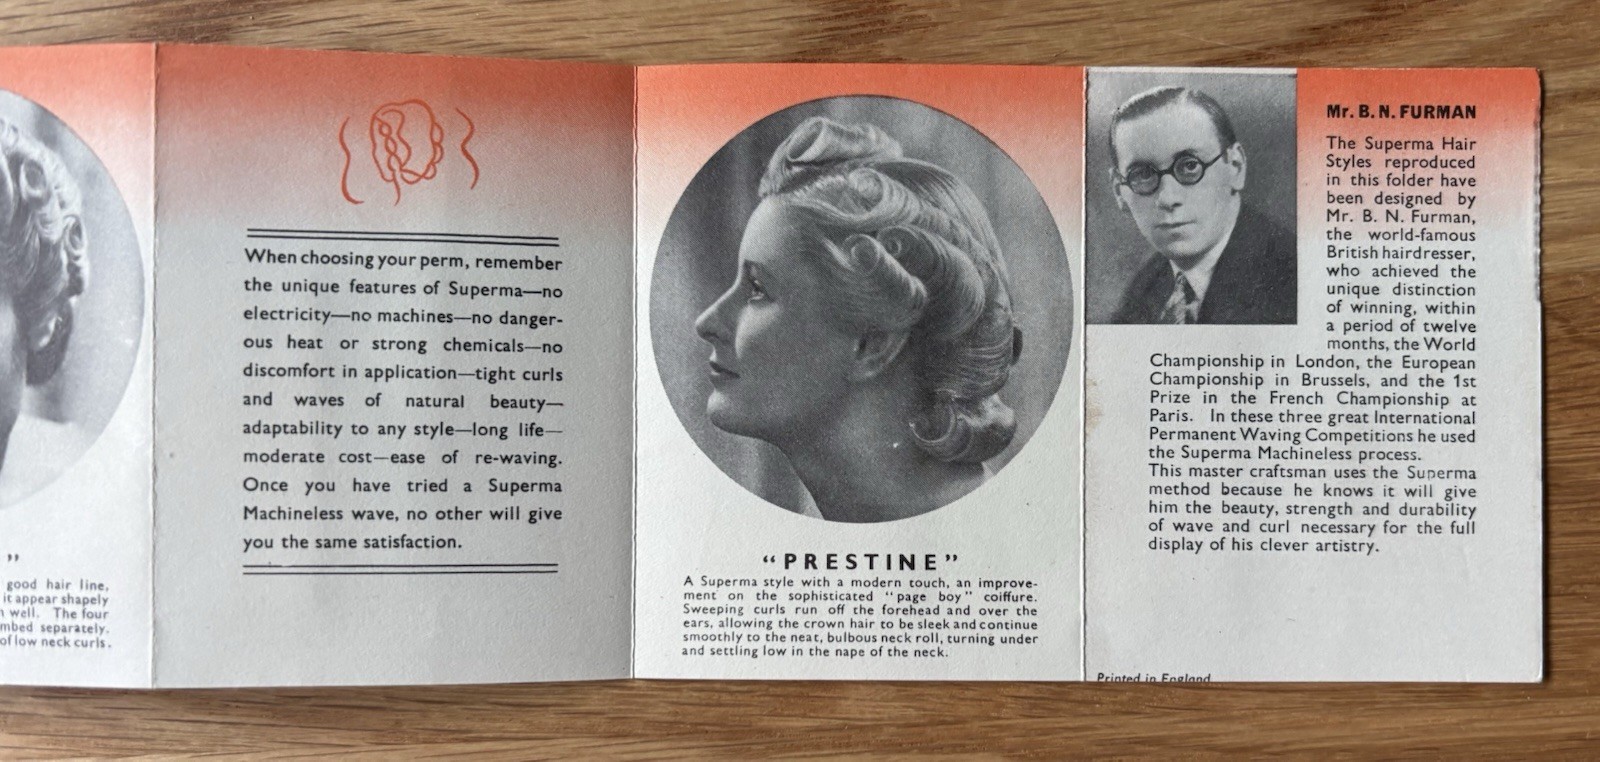 ”
good hair line.
it appear shapely
well. The four
mbed separately.
of low neck curls.
When choosing your perm, remember
the unique features of Superma—no
electricity—no machines—no danger-
ous heat or strong chemicals—no
discomfort in application—tight curls
and waves of natural beauty—
adaptability to any style—long life—
moderate cost—ease of re-waving.
Once you have tried a Superma
Machineless wave, no other will give
you the same satisfaction.
“PRESTINE”
A Superma style with a modern touch, an improve-
ment on the sophisticated “page boy” coiffure.
Sweeping curls run off the forehead and over the
ears, allowing the crown hair to be sleek and continue
smoothly to the neat, bulbous neck roll, turning under
and settling low in the nape of the neck.
Mr. B. N. FURMAN
The Superma Hair
Styles reproduced
in this folder have
been designed by
Mr. B. N. Furman,
the world-famous
British hairdresser,
who achieved the
unique distinction
of winning, within
a period of twelve
months, the World
Championship in London, the European
Championship in Brussels, and the 1st
Prize in the French Championship at
Paris. In these three great International
Permanent Waving Competitions he used
the Superma Machineless process.
This master craftsman uses the Superma
method because he knows it will give
him the beauty, strength and durability
of wave and curl necessary for the full
display of his clever artistry.
Printed in England